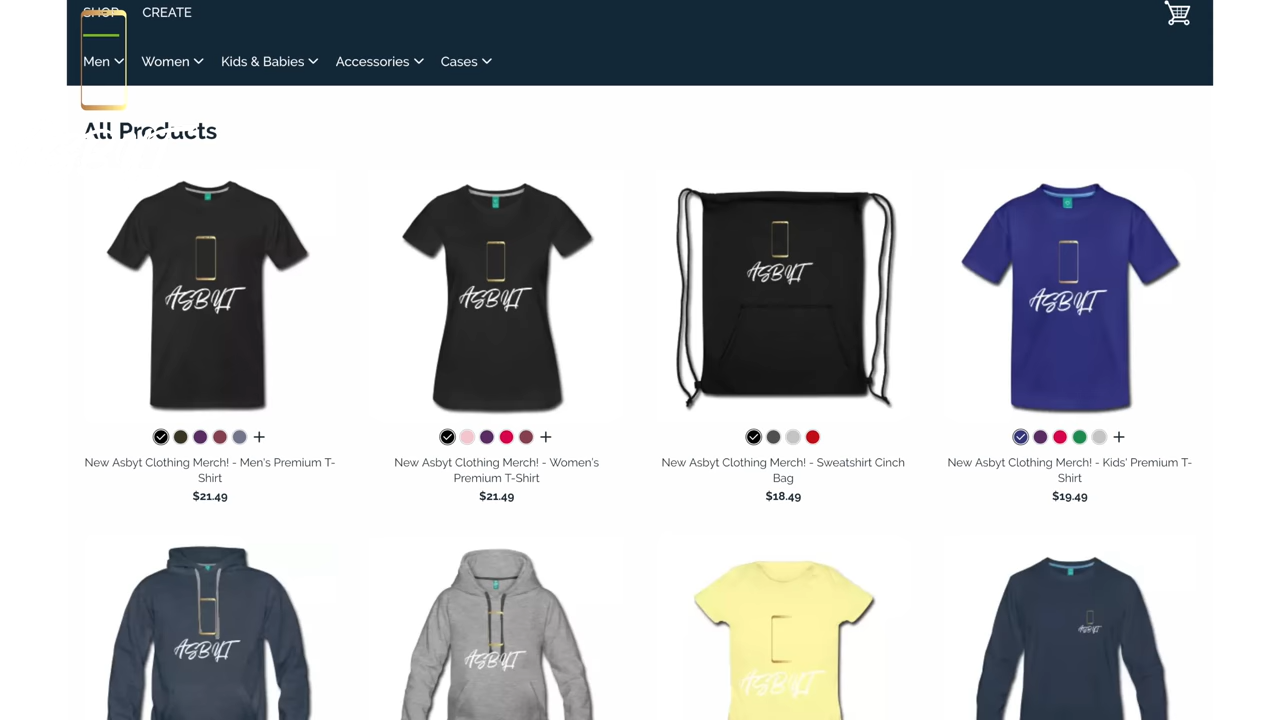 SHOP CREATE
Men Women Kids & Babies Accessories Cases
All Products
ASBYT ASBYT ASBYT ASBYT
New Asbyt Clothing Merch! - Men's Premium T-
Shirt
$21.49
New Asbyt Clothing Merch! - Women's
Premium T-Shirt
$21.49
New Asbyt Clothing Merch! - Sweatshirt Cinch
Bag
$18.49
New Asbyt Clothing Merch! - Kids' Premium T-
Shirt
$19.49
ASBYT ASBYT ASBYT ASBYT